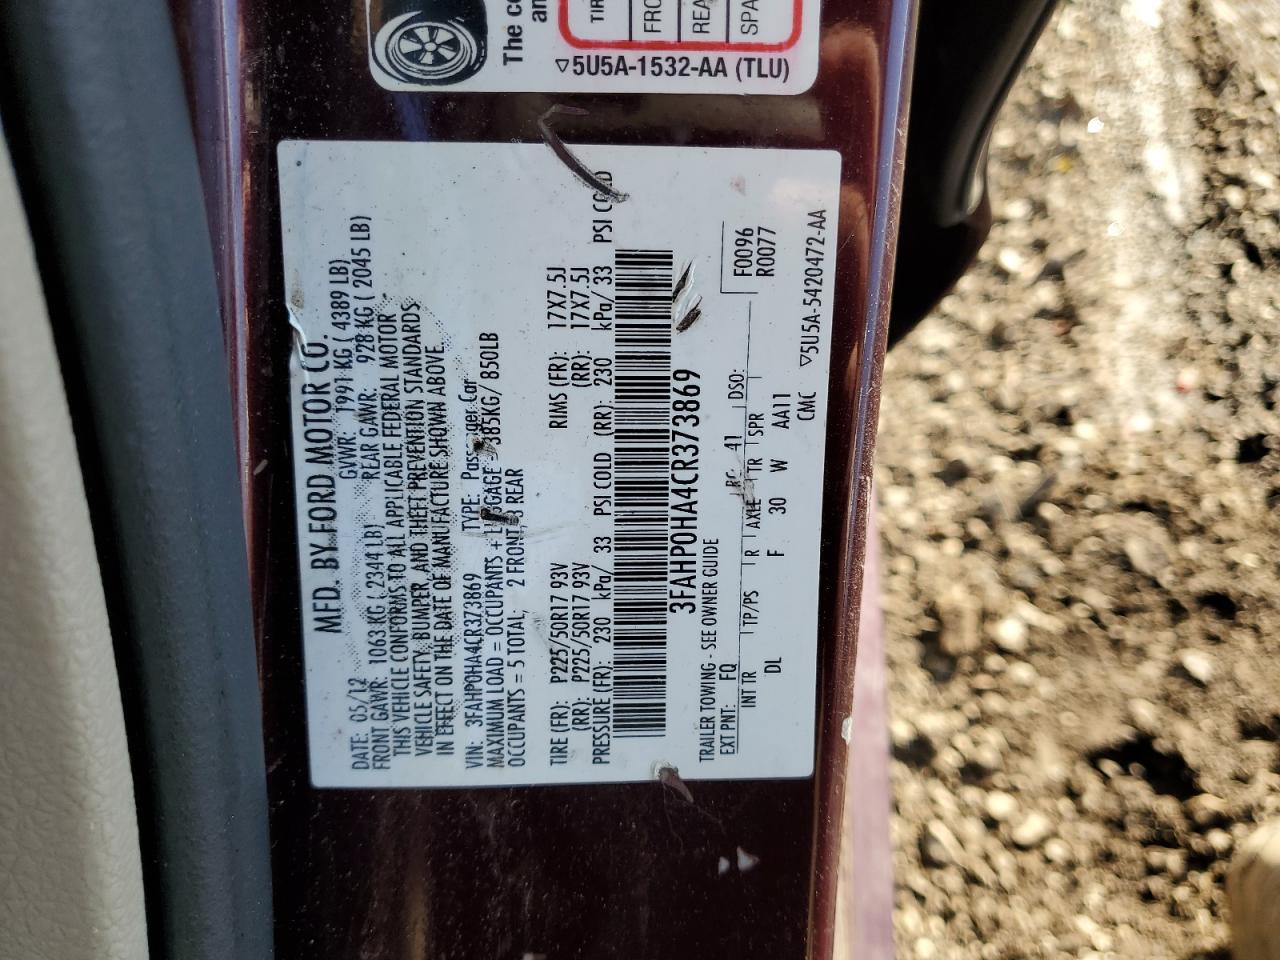 The co
an
TIR
FRO
REA
SPA
▽5U5A-1532-AA (TLU)
MFD. BY FORD MOTOR CO.
DATE: 05/12 GVWR: 1991 KG ( 4389 LB)
FRONT GAWR: 1063 KG ( 2344 LB) REAR GAWR: 928 KG ( 2045 LB)
THIS VEHICLE CONFORMS TO ALL APPLICABLE FEDERAL MOTOR
VEHICLE SAFETY, BUMPER, AND THEFT PREVENTION STANDARDS
IN EFFECT ON THE DATE OF MANUFACTURE SHOWN ABOVE.
VIN: 3FAHP0HA4CR373869 TYPE: Passenger Car
MAXIMUM LOAD = OCCUPANTS + LUGGAGE = 385KG/ 850LB
OCCUPANTS = 5 TOTAL; 2 FRONT, 3 REAR
TIRE (FR): P225/50R17 93V RIMS (FR): 17X7.5J
(RR): P225/50R17 93V (RR): 17X7.5J
PRESSURE (FR): 230 kPa/ 33 PSI COLD (RR): 230 kPa/ 33 PSI COLD
3FAHP0HA4CR373869
TRAILER TOWING - SEE OWNER GUIDE
F0096
R0077
EXT PNT: FQ RC: 41 DSO:
INT TR TP/PS R AXLE TR SPR
DL F 30 W AA11
CMC ▽5U5A-5420472-AA